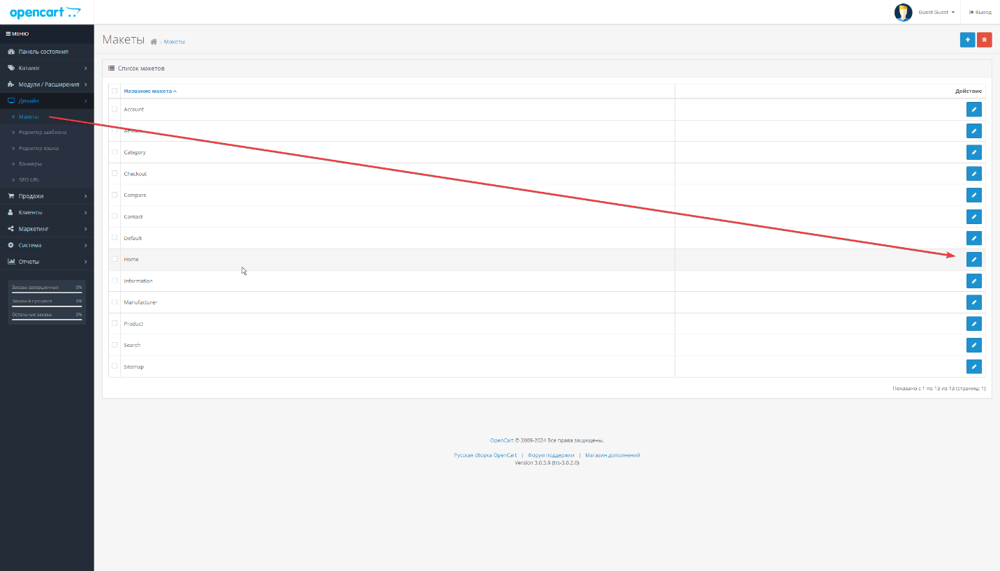 opencart
Guest Guest
Выход
МЕНЮ
Панель состояния
Каталог
Модули / Расширения
Дизайн
Макеты
Редактор шаблона
Редактор языка
Баннеры
SEO URL
Продажи
Клиенты
Маркетинг
Система
Отчеты
Заказы завершенные 0%
Заказы в процессе 0%
Остальные заказы 0%
Макеты › Макеты
Список макетов
Название макета Действие
Account
Category
Checkout
Compare
Contact
Default
Home
Information
Manufacturer
Product
Search
Sitemap
Показано с 1 по 13 из 13 (страниц: 1)
OpenCart © 2009-2024 Все права защищены.
Русская сборка OpenCart | Форум поддержки | Магазин дополнений
Version 3.0.3.9 (trs-3.0.2.0)